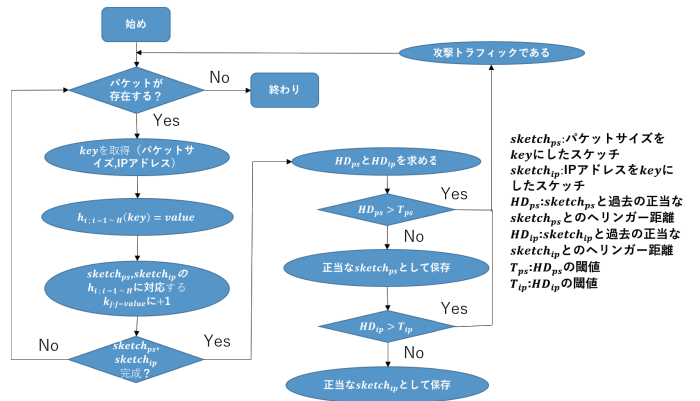 始め
攻撃トラフィックである
パケットが
存在する？
No
終わり
Yes
keyを取得（パケットサ
イズ,IPアドレス）
h_{i ; i=1~H}(key) = value
sketch_{ps},sketch_{ip}の
h_{i ; i=1~H}に対応する
k_{j·j=value}に+1
sketch_{ps},
sketch_{ip}
完成？
No
Yes
HD_{ps}とHD_{ip}を求める
HD_{ps} > T_{ps}
Yes
No
正当なsketch_{ps}として保存
HD_{ip} > T_{ip}
Yes
No
正当なsketch_{ip}として保存
sketch_{ps}:パケットサイズを
keyにしたスケッチ
sketch_{ip}:IPアドレスをkeyに
したスケッチ
HD_{ps}:sketch_{ps}と過去の正当な
sketch_{ps}とのヘリンガー距離
HD_{ip}:sketch_{ip}と過去の正当な
sketch_{ip}とのヘリンガー距離
T_{ps}:HD_{ps}の閾値
T_{ip}:HD_{ip}の閾値